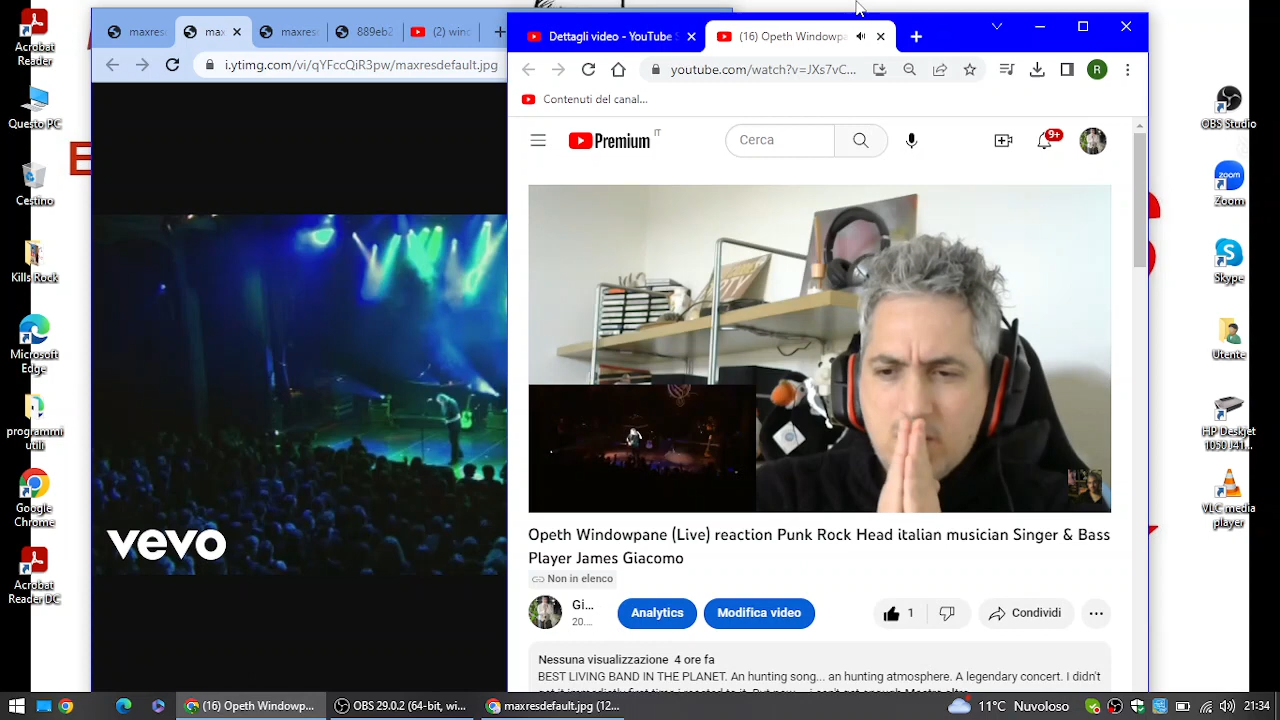 Acrobat
Reader
Questo PC
Cestino
Kills Rock
Microsoft
Edge
programmi
utili
Google
Chrome
Acrobat
Reader DC
maxres
max
maxres
889eb2
(2) winc
i.ytimg.com/vi/qYFccQiR3pw/maxresdefault.jpg
vevo
Dettagli video - YouTube S
(16) Opeth Windowpa
youtube.com/watch?v=JXs7vC...
R
Contenuti del canal...
Premium IT
Cerca
9+
Opeth Windowpane (Live) reaction Punk Rock Head italian musician Singer & Bass
Player James Giacomo
Non in elenco
Gi...
20....
Analytics
Modifica video
1
Condividi
Nessuna visualizzazione 4 ore fa
BEST LIVING BAND IN THE PLANET. An hunting song... an hunting atmosphere. A legendary concert. I didn't
OBS Studio
Zoom
zoom
Skype
Utente
HP Deskjet
1050 J41...
VLC media
player
(16) Opeth Windowp...
OBS 29.0.2 (64-bit, wi...
maxresdefault.jpg (12...
11°C Nuvoloso
21:34